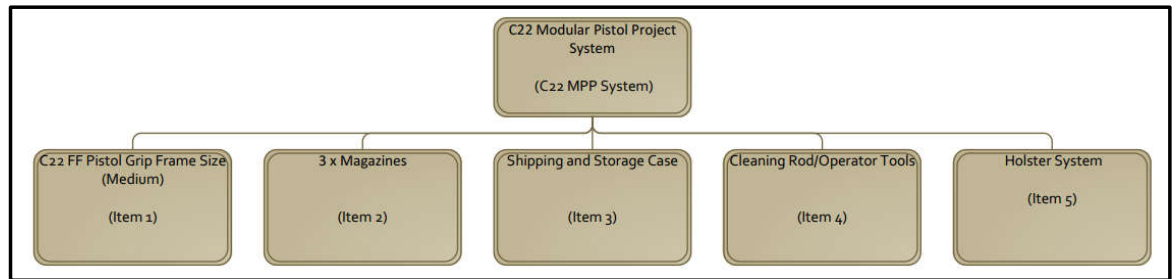 C22 Modular Pistol Project
System
(C22 MPP System)
C22 FF Pistol Grip Frame Size
(Medium)
(Item 1)
3 x Magazines
(Item 2)
Shipping and Storage Case
(Item 3)
Cleaning Rod/Operator Tools
(Item 4)
Holster System
(Item 5)